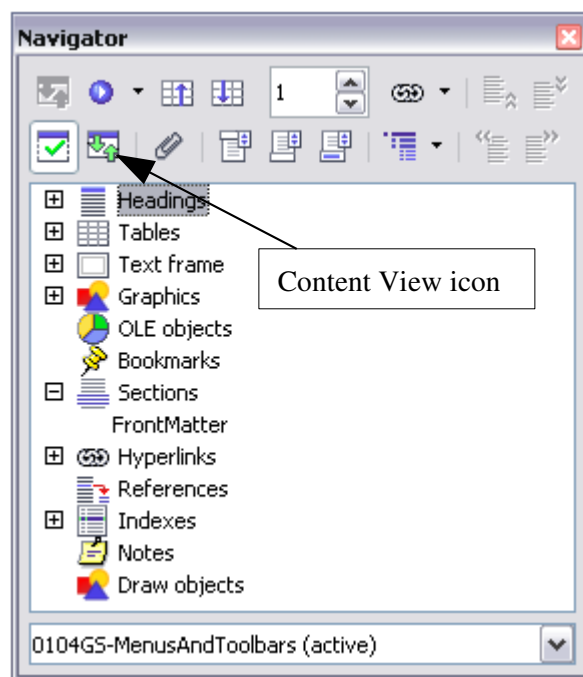 Navigator
1
Headings
Tables
Text frame
Graphics
OLE objects
Bookmarks
Sections
FrontMatter
Hyperlinks
References
Indexes
Notes
Draw objects
Content View icon
0104GS-MenusAndToolbars (active)